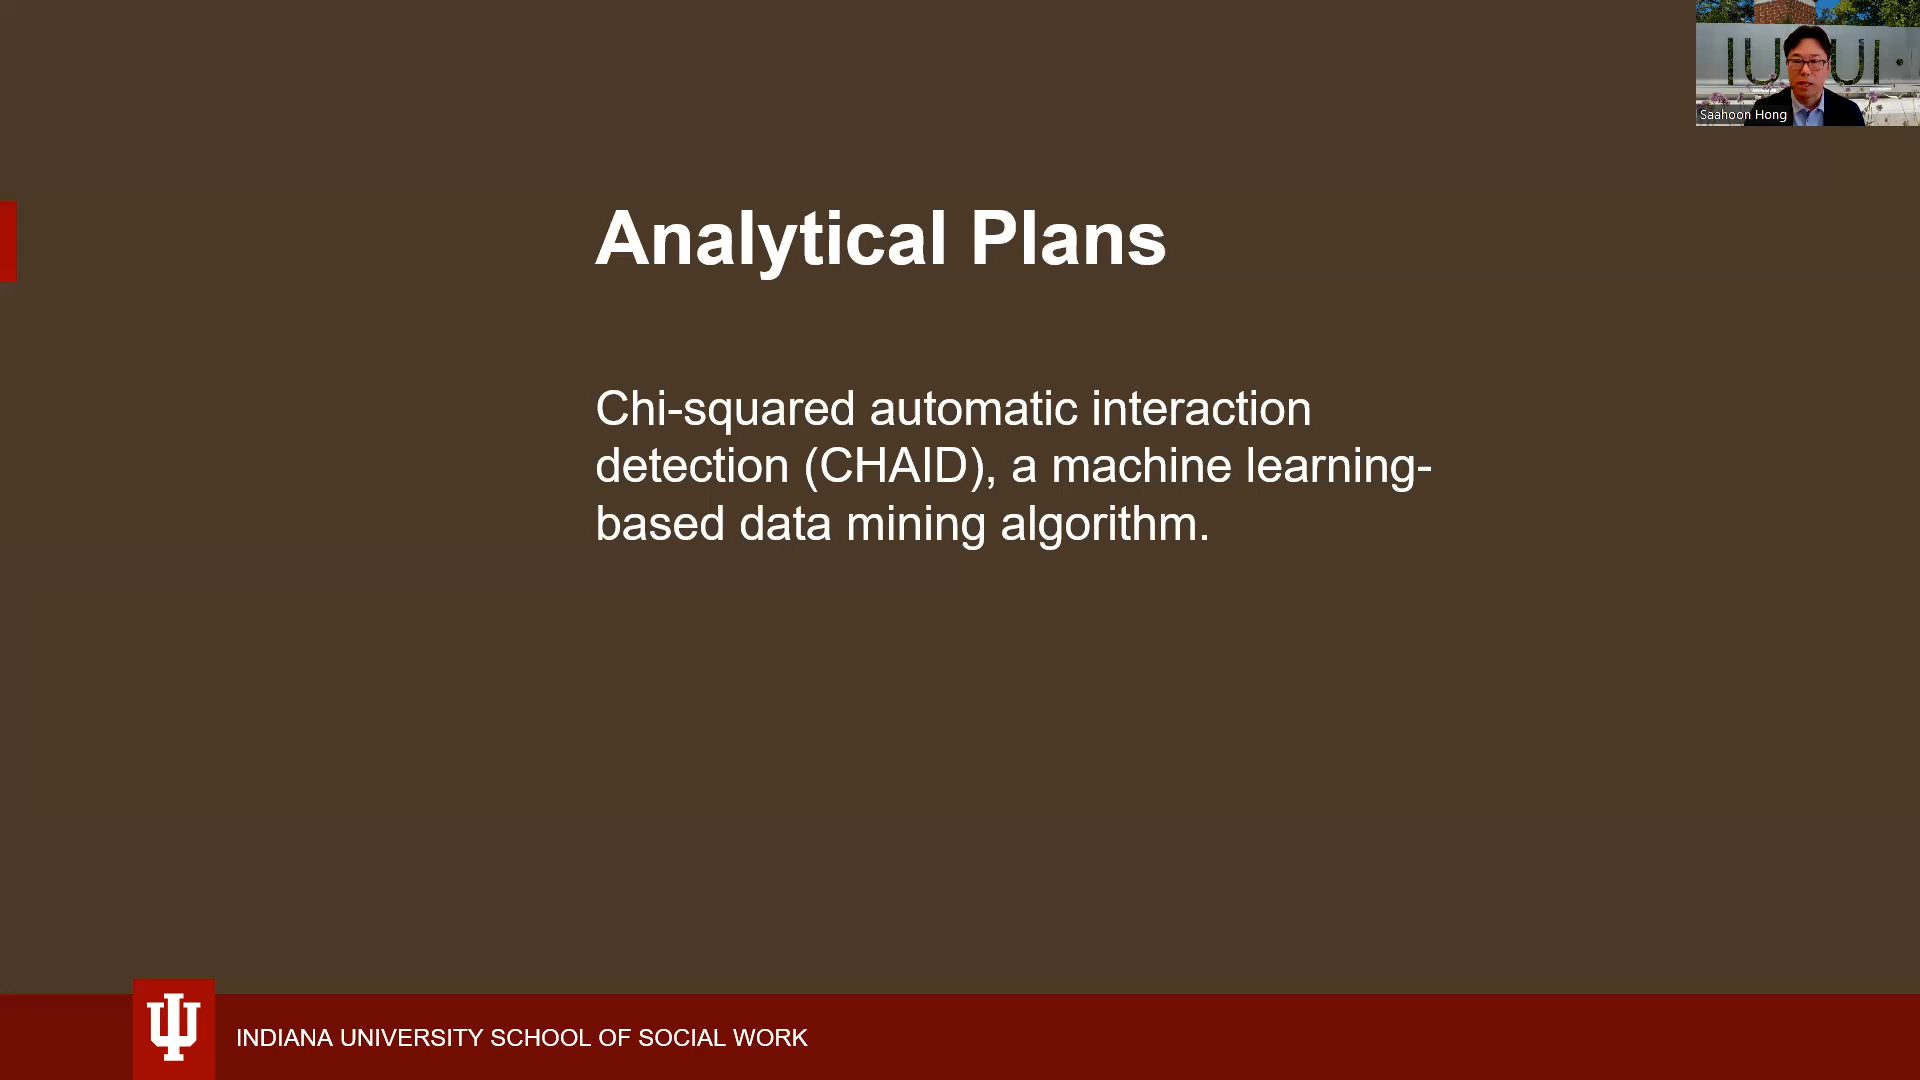 Saahoon Hong
Analytical Plans
Chi-squared automatic interaction
detection (CHAID), a machine learning-
based data mining algorithm.
INDIANA UNIVERSITY SCHOOL OF SOCIAL WORK